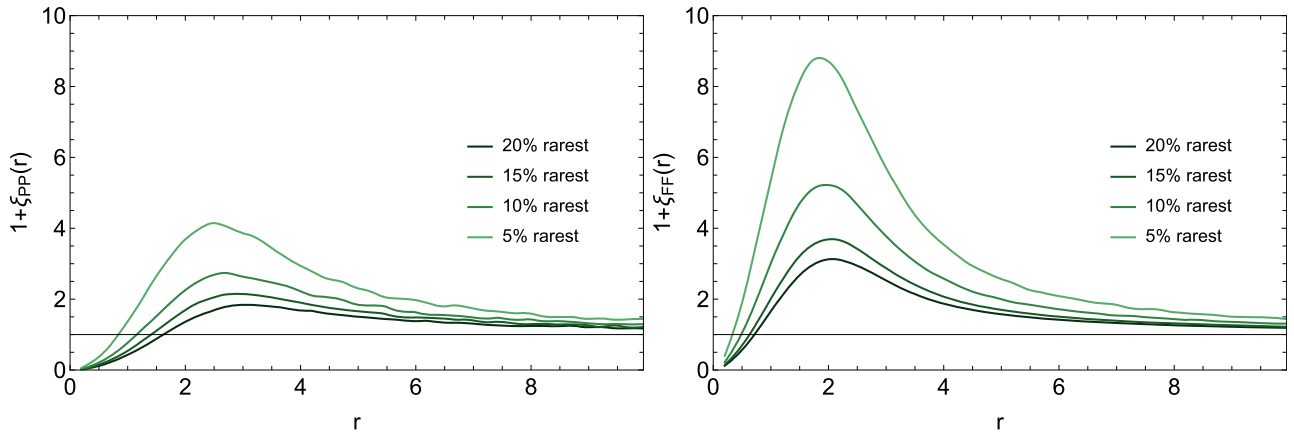 10
8
6
4
2
0
1+ξPP(r)
20% rarest
15% rarest
10% rarest
5% rarest
0 2 4 6 8
r
10
8
6
4
2
0
1+ξFF(r)
20% rarest
15% rarest
10% rarest
5% rarest
0 2 4 6 8
r